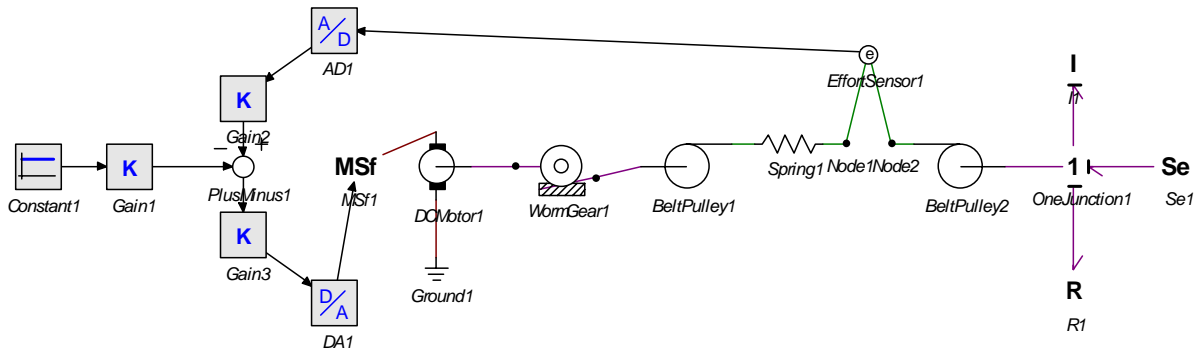 A/D
AD1
e
EffortSensor1
K
Gain2
I
I1
Constant1
K
Gain1
− +
PlusMinus1
MSf
MSf1
DCMotor1
WormGear1
BeltPulley1
Spring1
Node1
Node2
BeltPulley2
1
OneJunction1
Se
Se1
K
Gain3
D/A
DA1
Ground1
R
R1